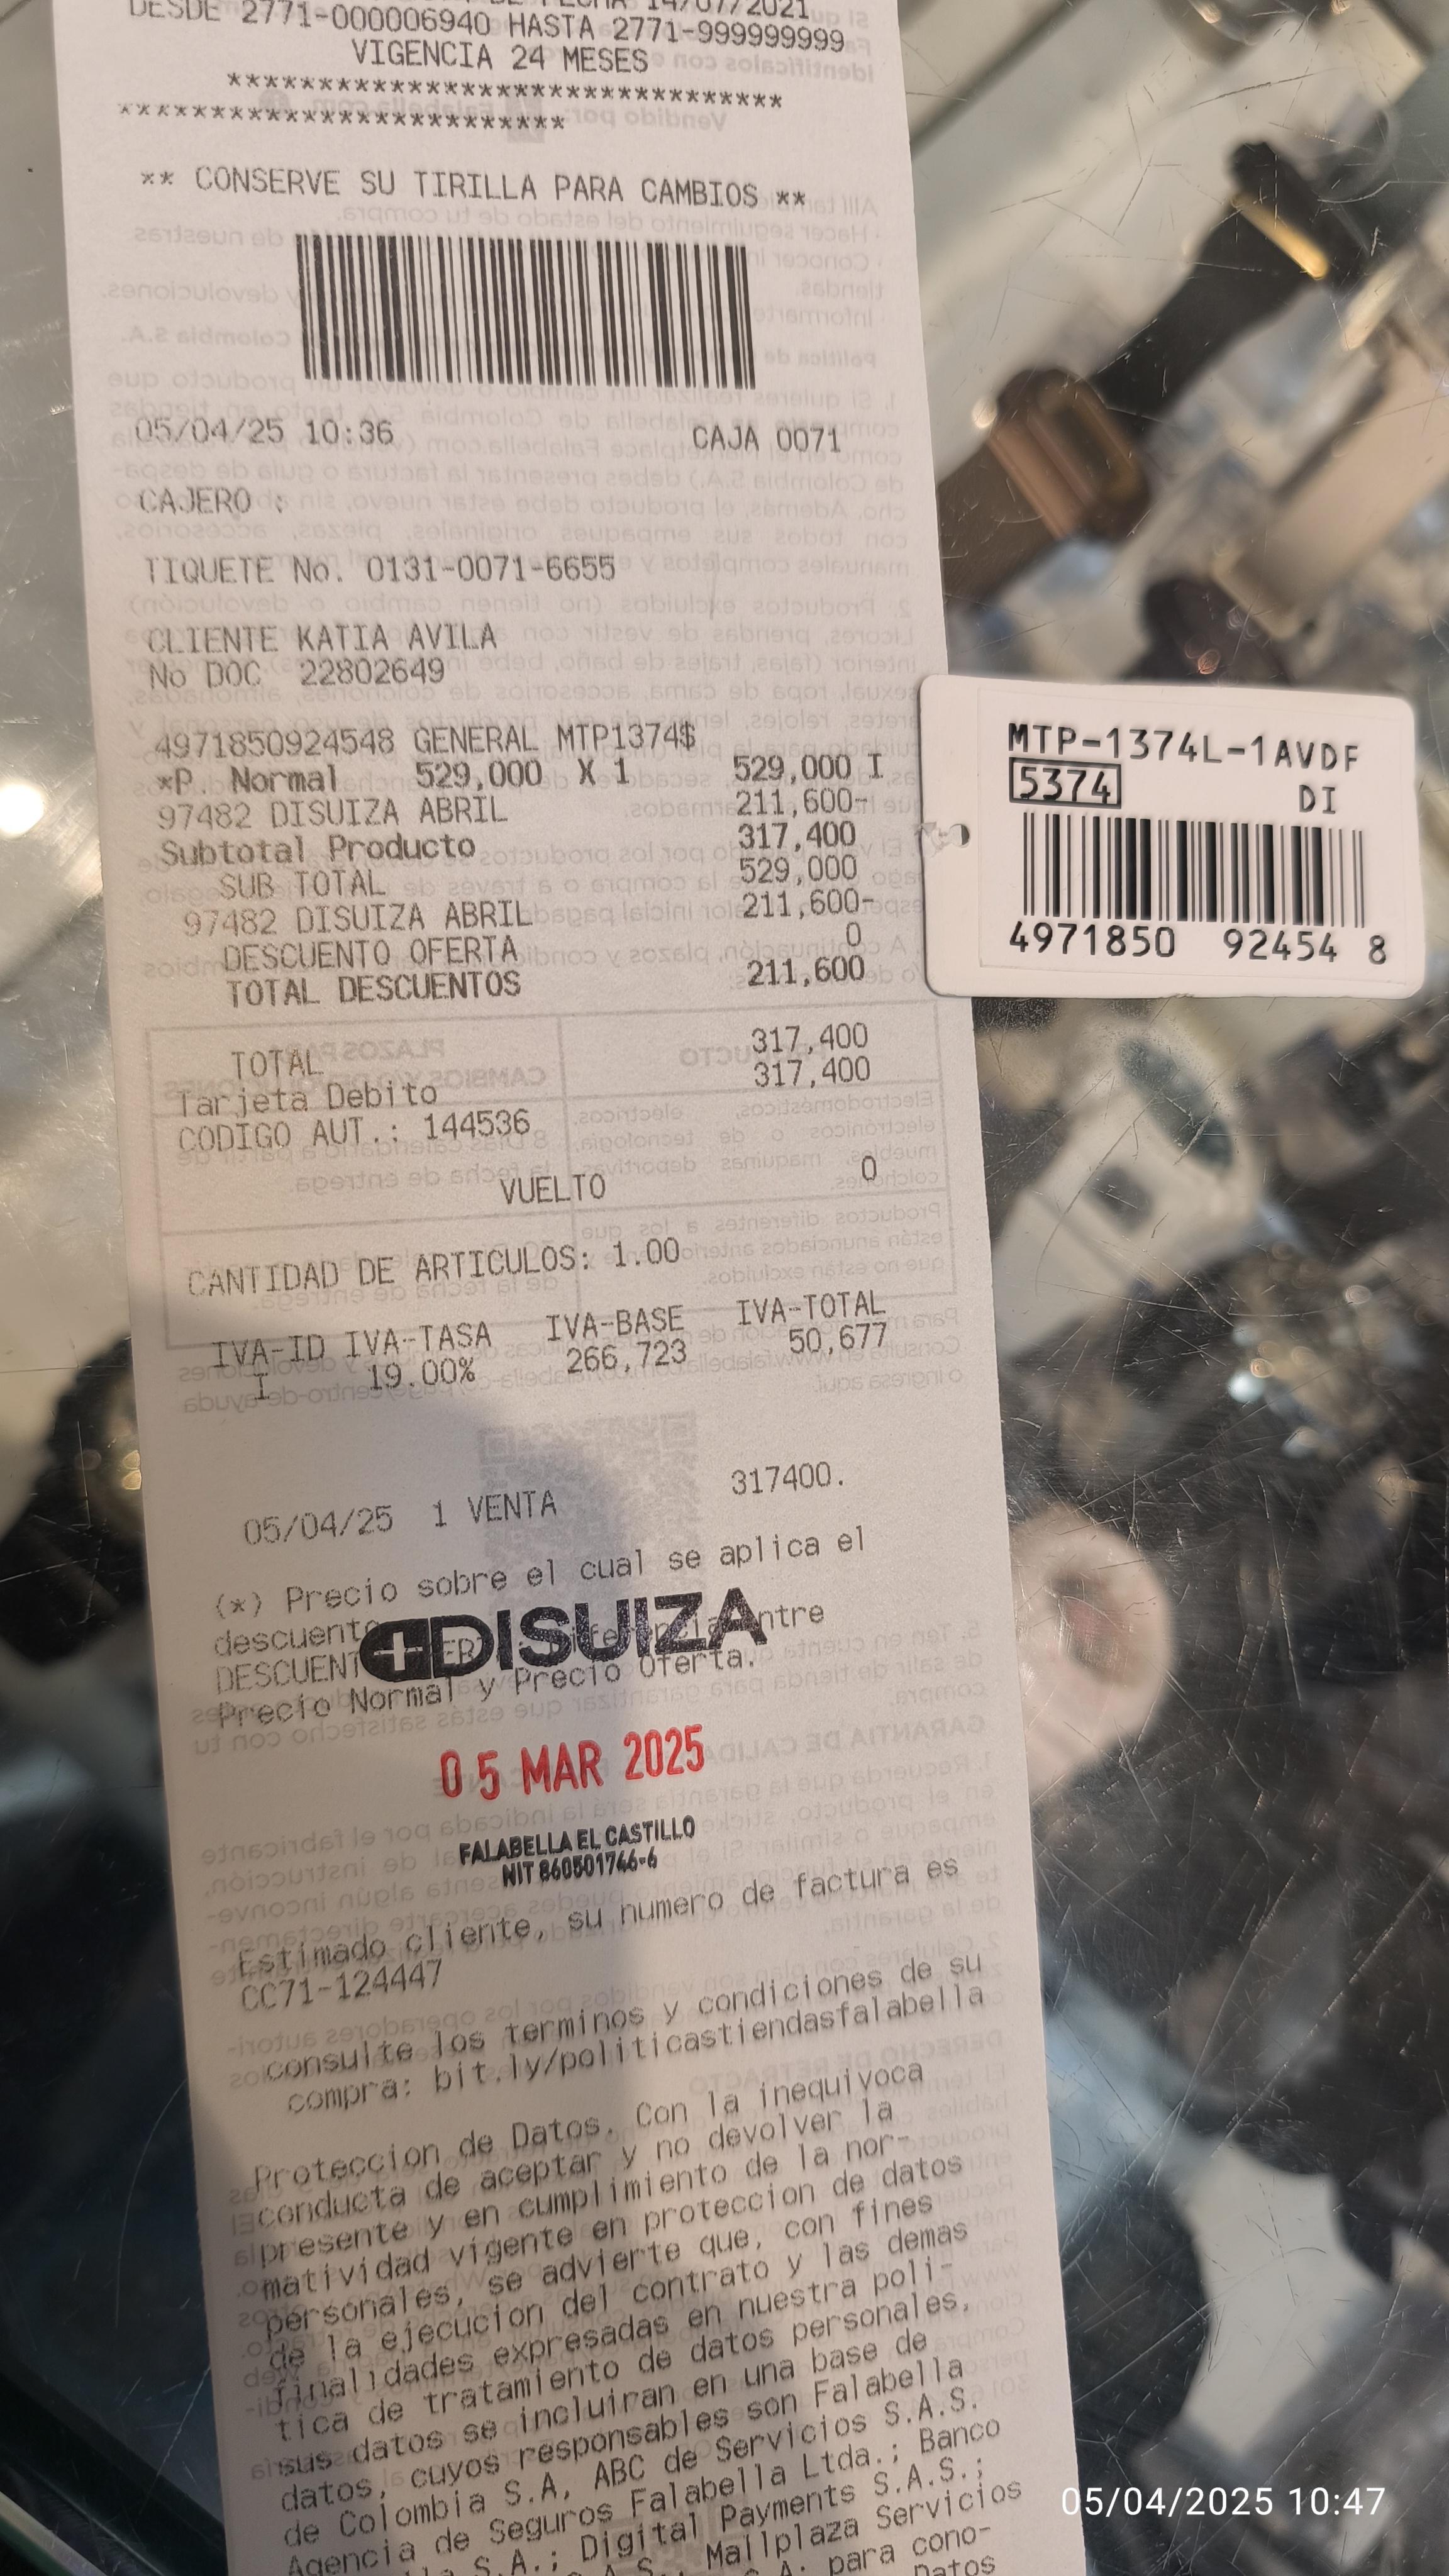 DE FECHA 14/07/2021
DESDE 2771-000006940 HASTA 2771-999999999
VIGENCIA 24 MESES
*******************************
*************************
** CONSERVE SU TIRILLA PARA CAMBIOS **
05/04/25 10:36 CAJA 0071
CAJERO :
TIQUETE No. 0131-0071-6655
CLIENTE KATIA AVILA
No DOC 22802649
4971850924548 GENERAL MTP1374$
*P. Normal 529,000 X 1 529,000 I
97482 DISUIZA ABRIL 211,600-
Subtotal Producto 317,400
SUB TOTAL 529,000
97482 DISUIZA ABRIL 211,600-
DESCUENTO OFERTA 0
TOTAL DESCUENTOS 211,600
TOTAL 317,400
Tarjeta Debito 317,400
CODIGO AUT.: 144536
VUELTO 0
CANTIDAD DE ARTICULOS: 1.00
IVA-ID IVA-TASA IVA-BASE IVA-TOTAL
I 19.00% 266,723 50,677
05/04/25 1 VENTA 317400.
(*) Precio sobre el cual se aplica el
descuento
DISUIZA
Precio Normal y Precio Oferta.
05 MAR 2025
FALABELLA EL CASTILLO
NIT 860501746-6
Estimado cliente, su numero de factura es
CC71-124447
consulte los terminos y condiciones de su
compra: bit.ly/politicastiendasfalabella
Proteccion de Datos. Con la inequivoca
conducta de aceptar y no devolver la
presente y en cumplimiento de la nor-
matividad vigente en proteccion de datos
personales, se advierte que, con fines
de la ejecucion del contrato y las demas
finalidades expresadas en nuestra poli-
tica de tratamiento de datos personales,
sus datos se incluiran en una base de
datos, cuyos responsables son Falabella
de Colombia S.A, ABC de Servicios S.A.S.
Agencia de Seguros Falabella Ltda.; Banco
S.A.; Digital Payments S.A.S.;
Mallplaza Servicios
para cono-
Datos
MTP-1374L-1AVDF
5374 DI
4971850 92454 8
05/04/2025 10:47